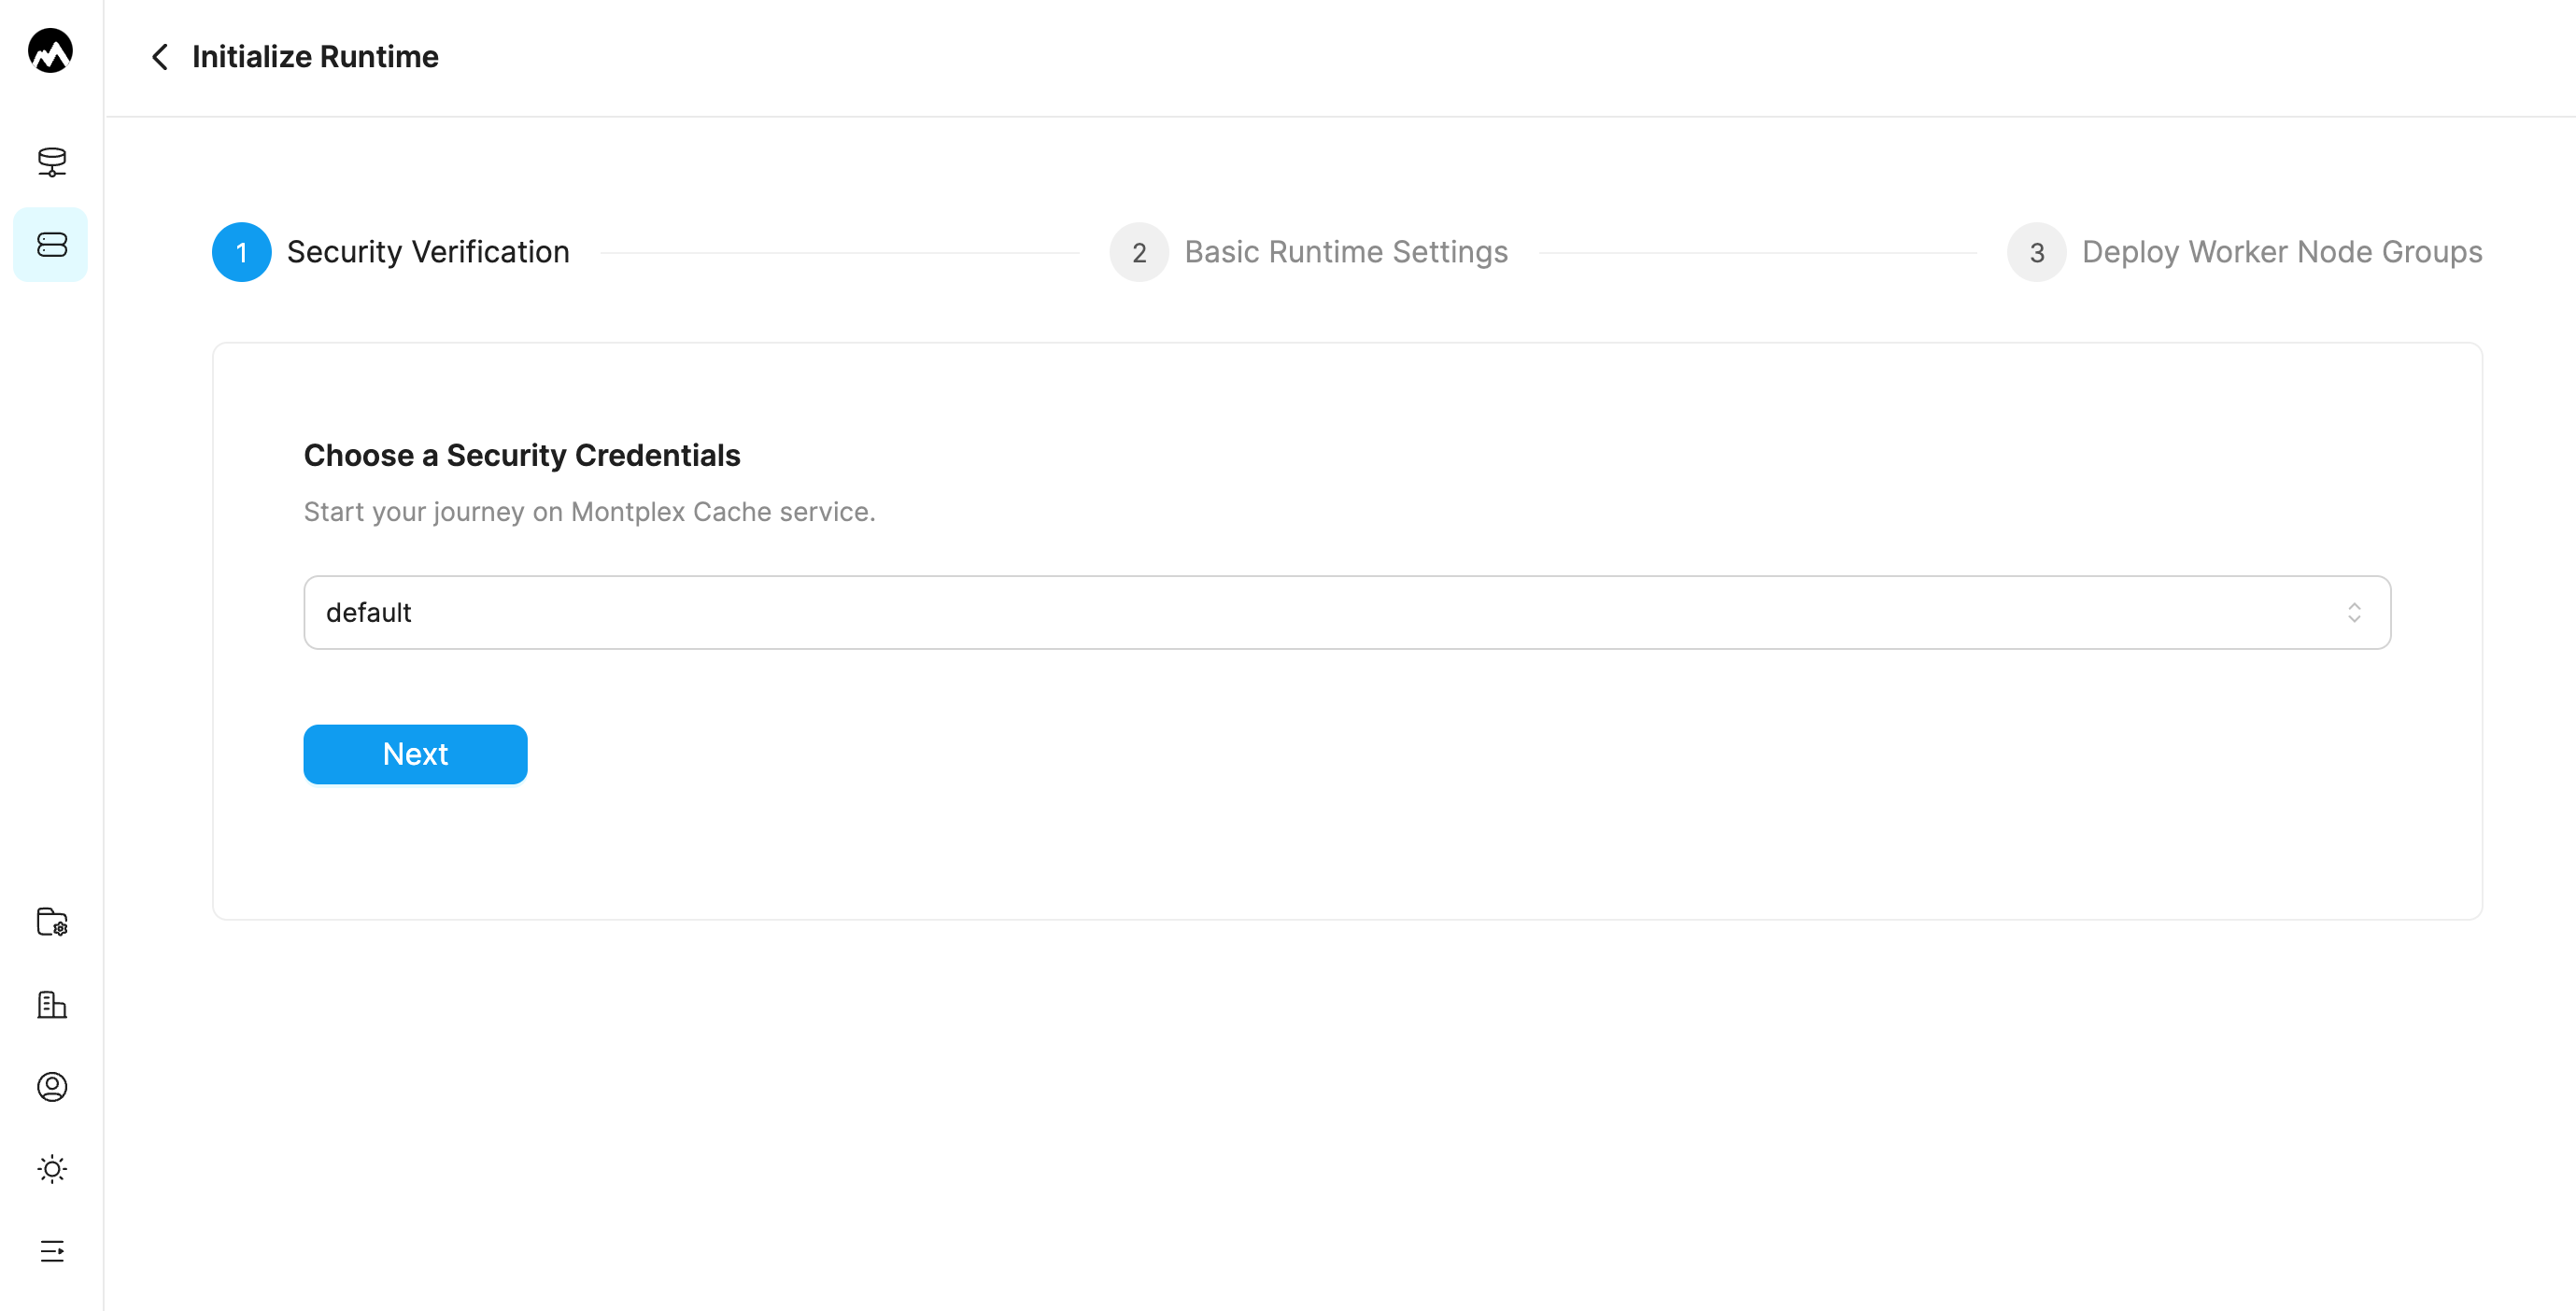 Initialize Runtime
1 Security Verification
2 Basic Runtime Settings
3 Deploy Worker Node Groups
Choose a Security Credentials
Start your journey on Montplex Cache service.
default
Next